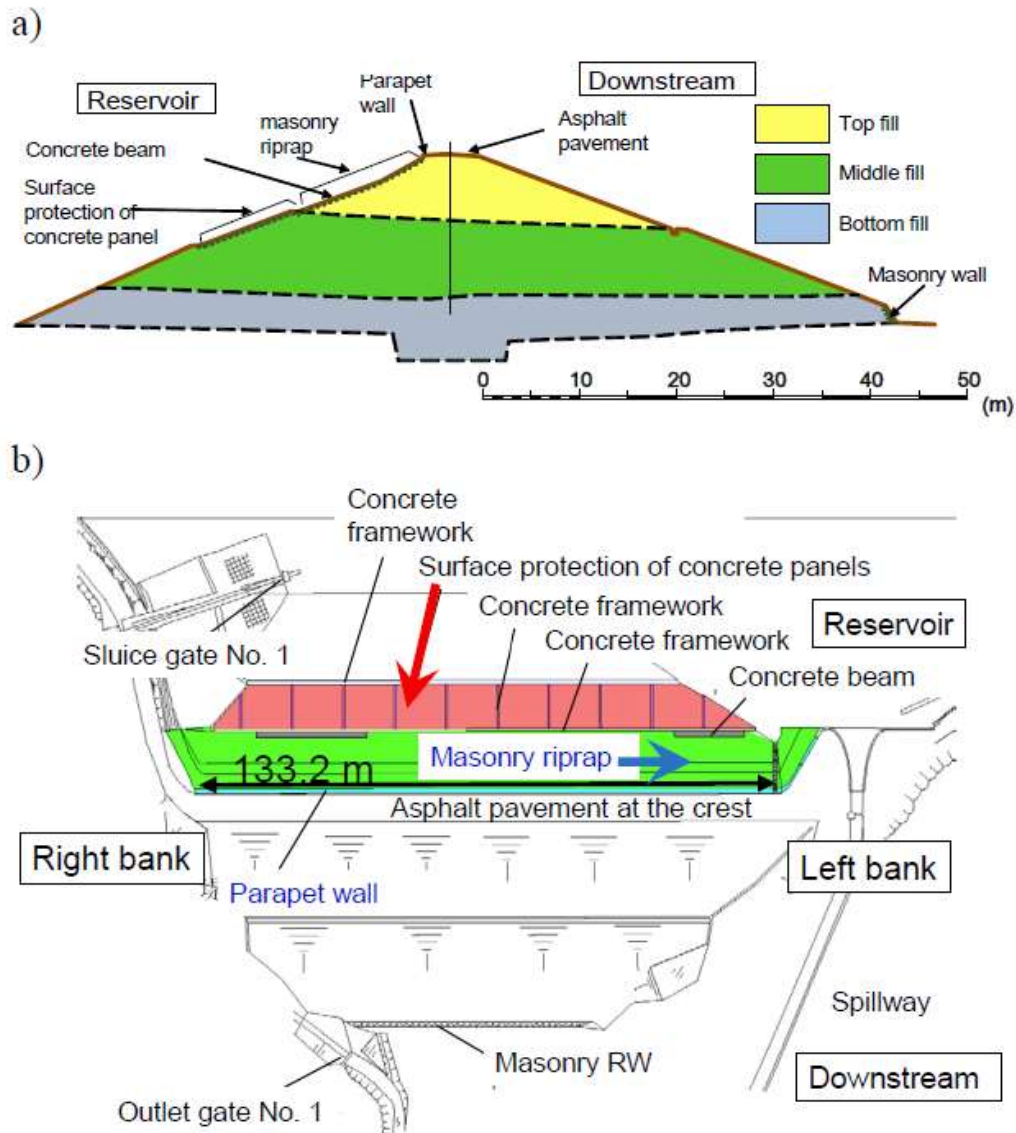 a)
Reservoir
Parapet
wall
Downstream
masonry
riprap
Asphalt
pavement
Top fill
Concrete beam
Surface
protection of
concrete panel
Middle fill
Bottom fill
Masonry wall
0 10 20 30 40 50
(m)
b)
Concrete
framework
Surface protection of concrete panels
Concrete framework
Concrete framework
Reservoir
Sluice gate No. 1
Concrete beam
Masonry riprap
133.2 m
Asphalt pavement at the crest
Right bank
Left bank
Parapet wall
Spillway
Masonry RW
Downstream
Outlet gate No. 1